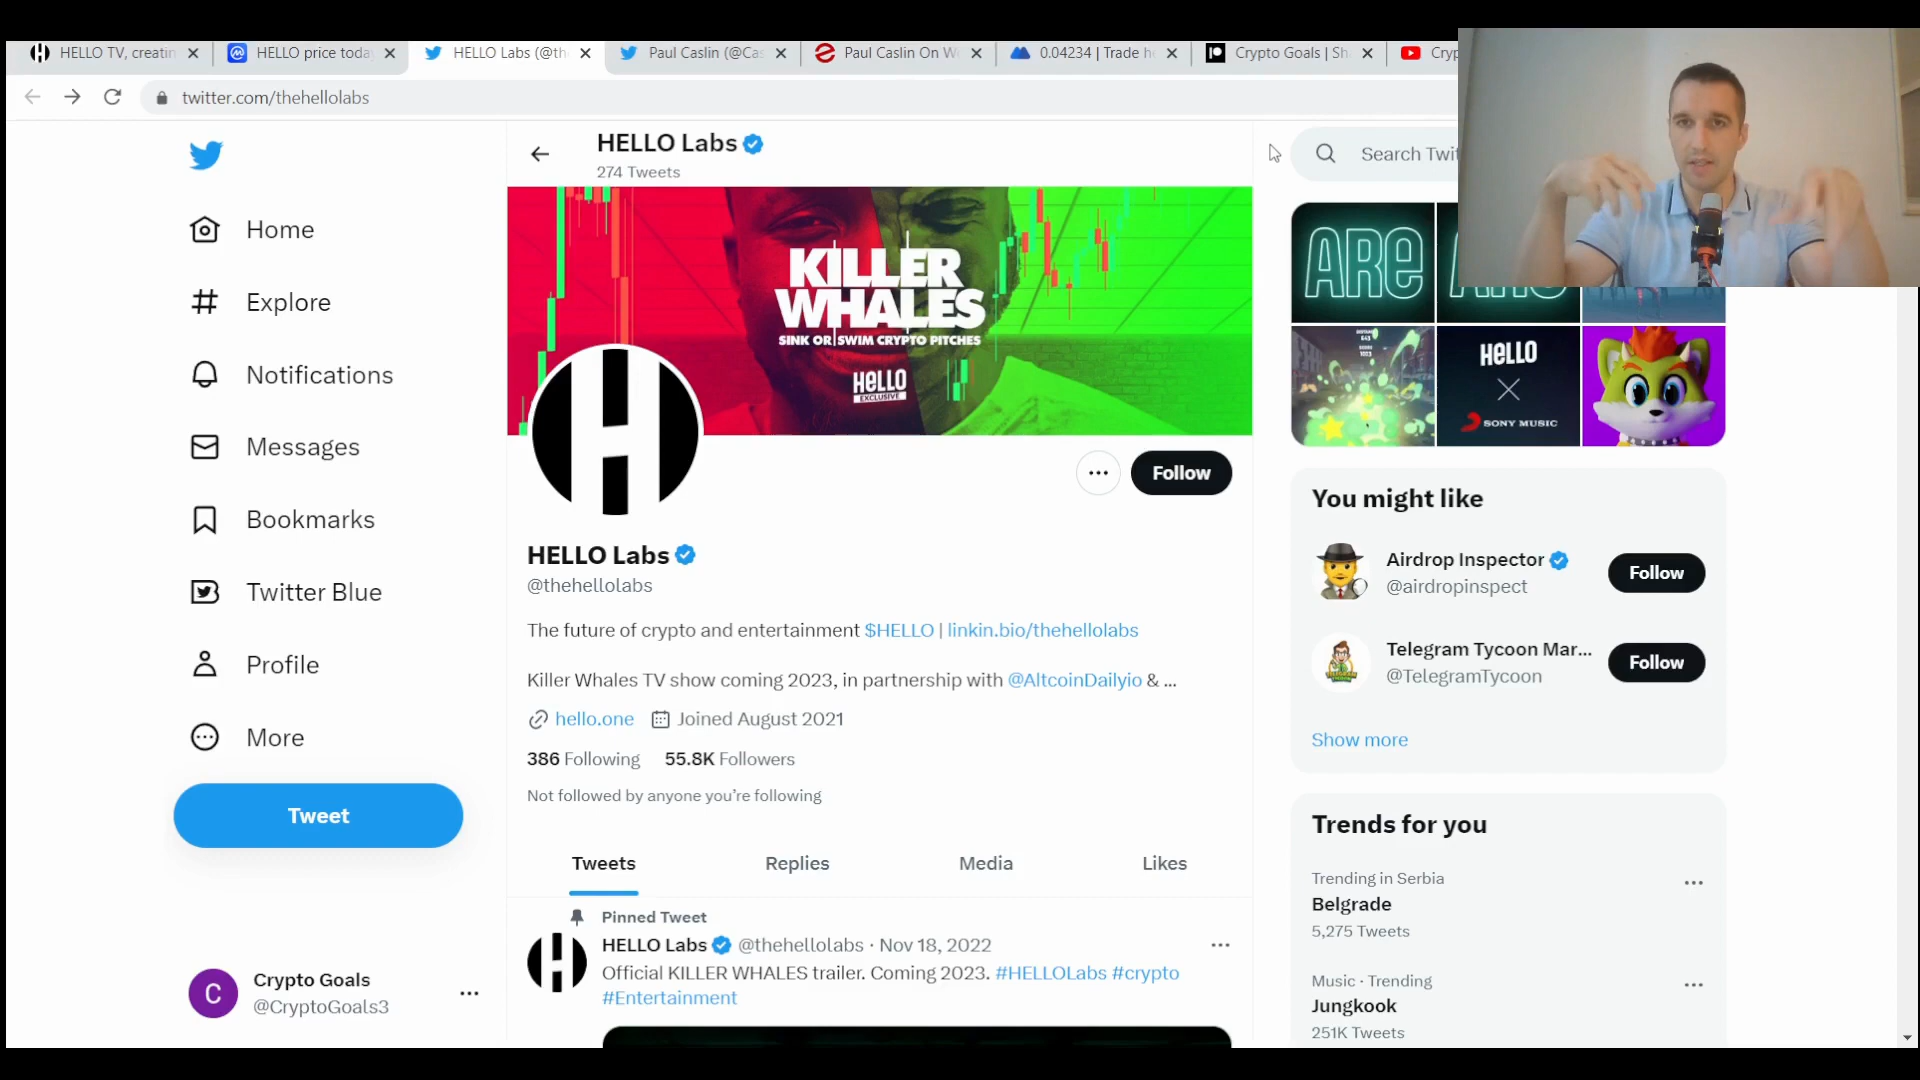 HELLO TV, creatin
HELLO price today
HELLO Labs (@th
Paul Caslin (@Cas
Paul Caslin On W
0.04234 | Trade he
Crypto Goals | Sh
Cryp
twitter.com/thehellolabs
HELLO Labs
274 Tweets
Search Twit
Home
Explore
Notifications
Messages
Bookmarks
Twitter Blue
Profile
More
Tweet
Crypto Goals
@CryptoGoals3
C
KILLER
WHALES
SINK OR SWIM CRYPTO PITCHES
HELLO
EXCLUSIVE
Follow
HELLO Labs
@thehellolabs
The future of crypto and entertainment $HELLO | linkin.bio/thehellolabs
Killer Whales TV show coming 2023, in partnership with @AltcoinDailyio & ...
hello.one Joined August 2021
386 Following 55.8K Followers
Not followed by anyone you’re following
Tweets Replies Media Likes
Pinned Tweet
HELLO Labs @thehellolabs · Nov 18, 2022
Official KILLER WHALES trailer. Coming 2023. #HELLOLabs #crypto
#Entertainment
ARE
HELLO
SONY MUSIC
You might like
Airdrop Inspector
@airdropinspect
Follow
Telegram Tycoon Mar...
@TelegramTycoon
Follow
Show more
Trends for you
Trending in Serbia
Belgrade
5,275 Tweets
Music · Trending
Jungkook
251K Tweets